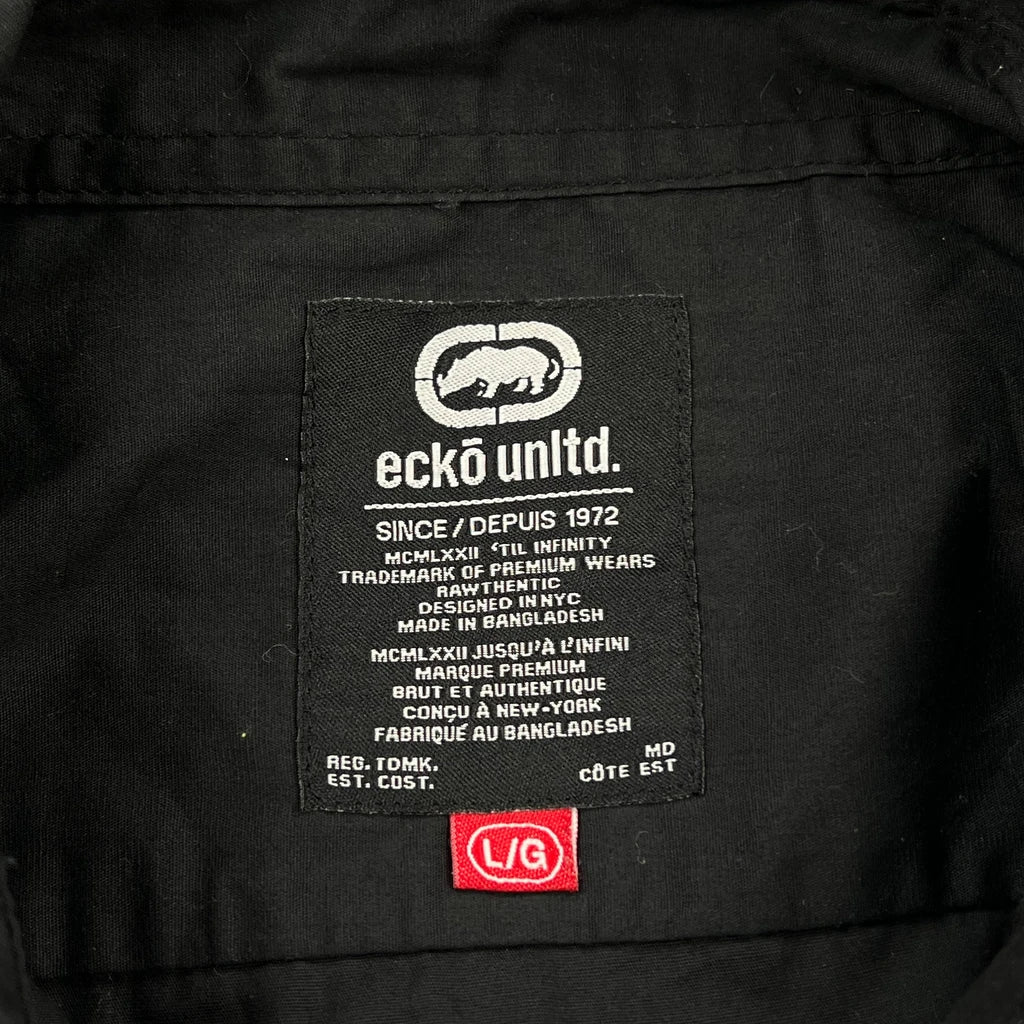 eckō unltd.
SINCE / DEPUIS 1972
MCMLXXII 'TIL INFINITY
TRADEMARK OF PREMIUM WEARS
RAWTHENTIC
DESIGNED IN NYC
MADE IN BANGLADESH
MCMLXXII JUSQU'À L'INFINI
MARQUE PREMIUM
BRUT ET AUTHENTIQUE
CONÇU À NEW-YORK
FABRIQUÉ AU BANGLADESH
REG. TDMK. MD
EST. COST. CÔTE EST
L/G